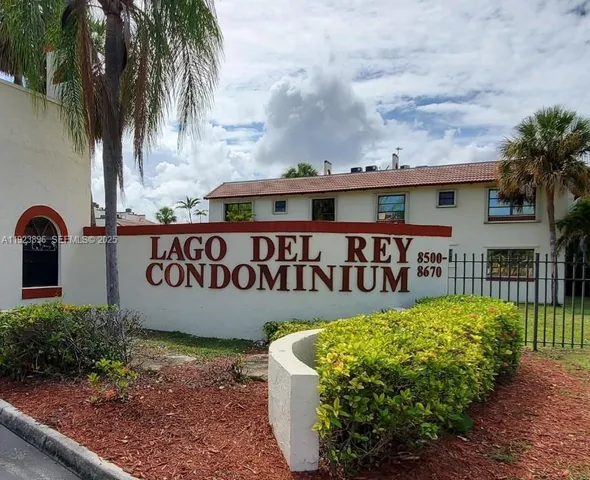 LAGO DEL REY 8500-
CONDOMINIUM 8670
A11923896 SEFMLS© 2025